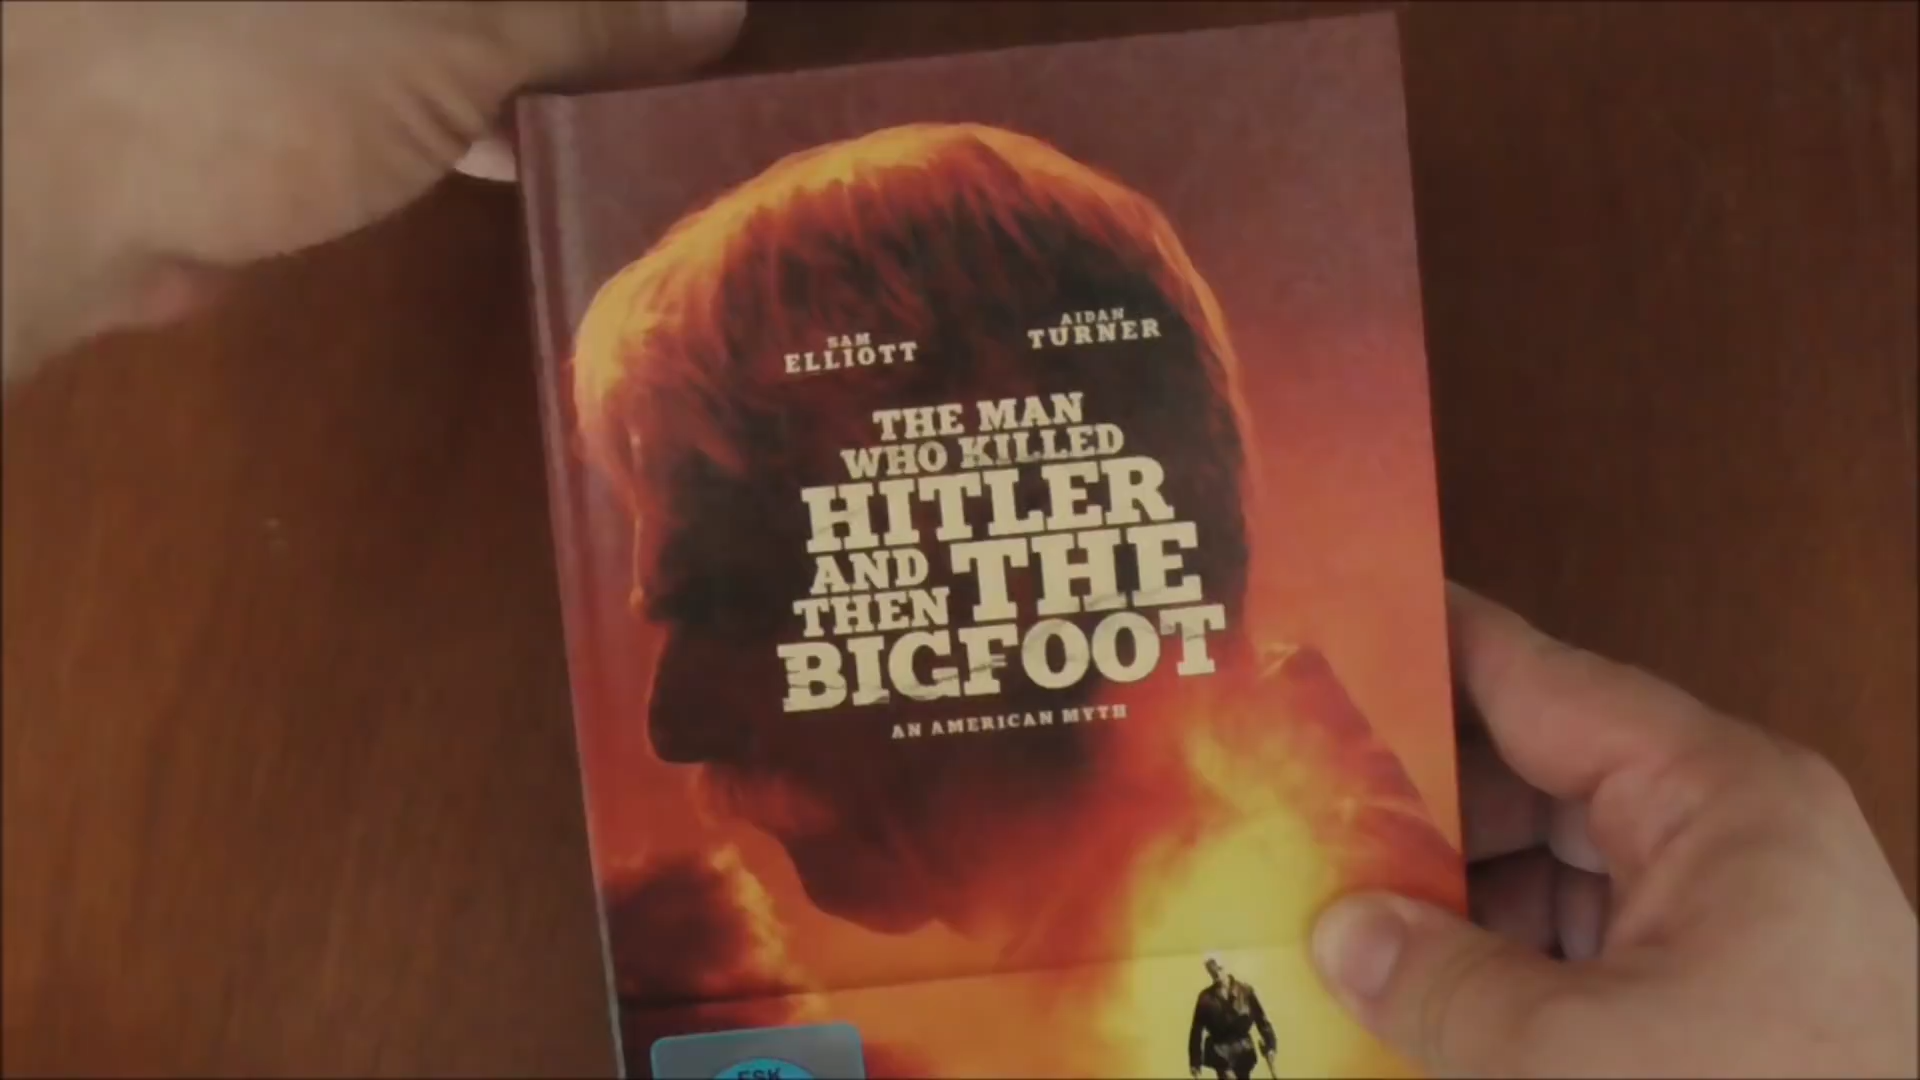 SAM
ELLIOTT
AIDAN
TURNER
THE MAN
WHO KILLED
HITLER
AND
THEN
THE
BIGFOOT
AN AMERICAN MYTH
FSK